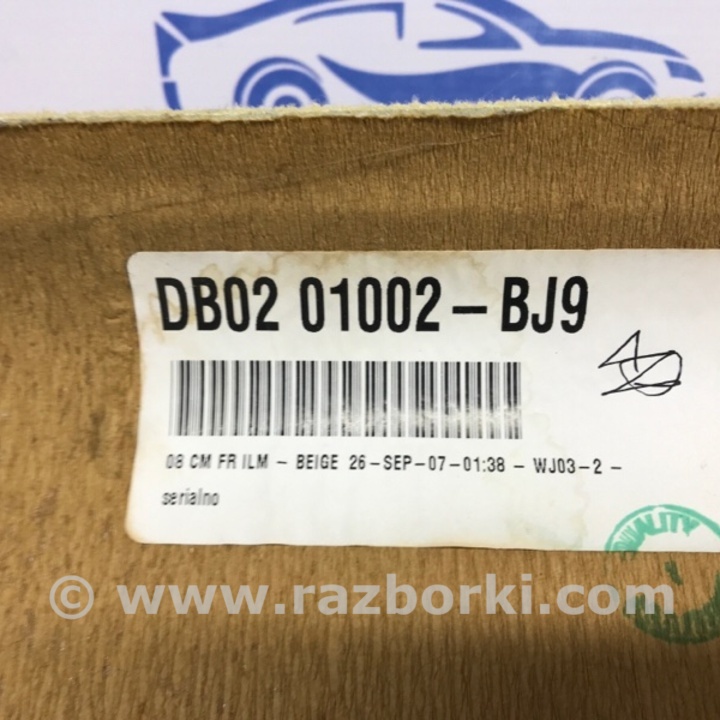 DB02 01002-BJ9
08 CM FR ILM - BEIGE 26-SEP-07-01:38 - WJ03-2 -
serialno
QUALITY
© www.razborki.com